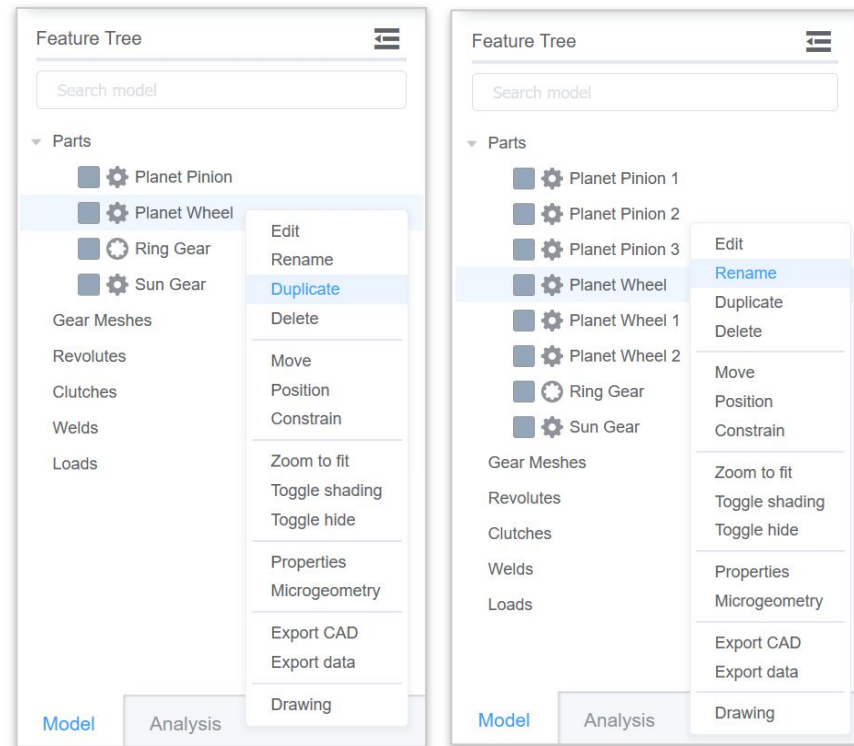 Feature Tree
Search model
Parts
Planet Pinion
Planet Wheel
Ring Gear
Sun Gear
Gear Meshes
Revolutes
Clutches
Welds
Loads
Edit
Rename
Duplicate
Delete
Move
Position
Constrain
Zoom to fit
Toggle shading
Toggle hide
Properties
Microgeometry
Export CAD
Export data
Drawing
Model
Analysis
Feature Tree
Search model
Parts
Planet Pinion 1
Planet Pinion 2
Planet Pinion 3
Planet Wheel
Planet Wheel 1
Planet Wheel 2
Ring Gear
Sun Gear
Gear Meshes
Revolutes
Clutches
Welds
Loads
Edit
Rename
Duplicate
Delete
Move
Position
Constrain
Zoom to fit
Toggle shading
Toggle hide
Properties
Microgeometry
Export CAD
Export data
Drawing
Model
Analysis